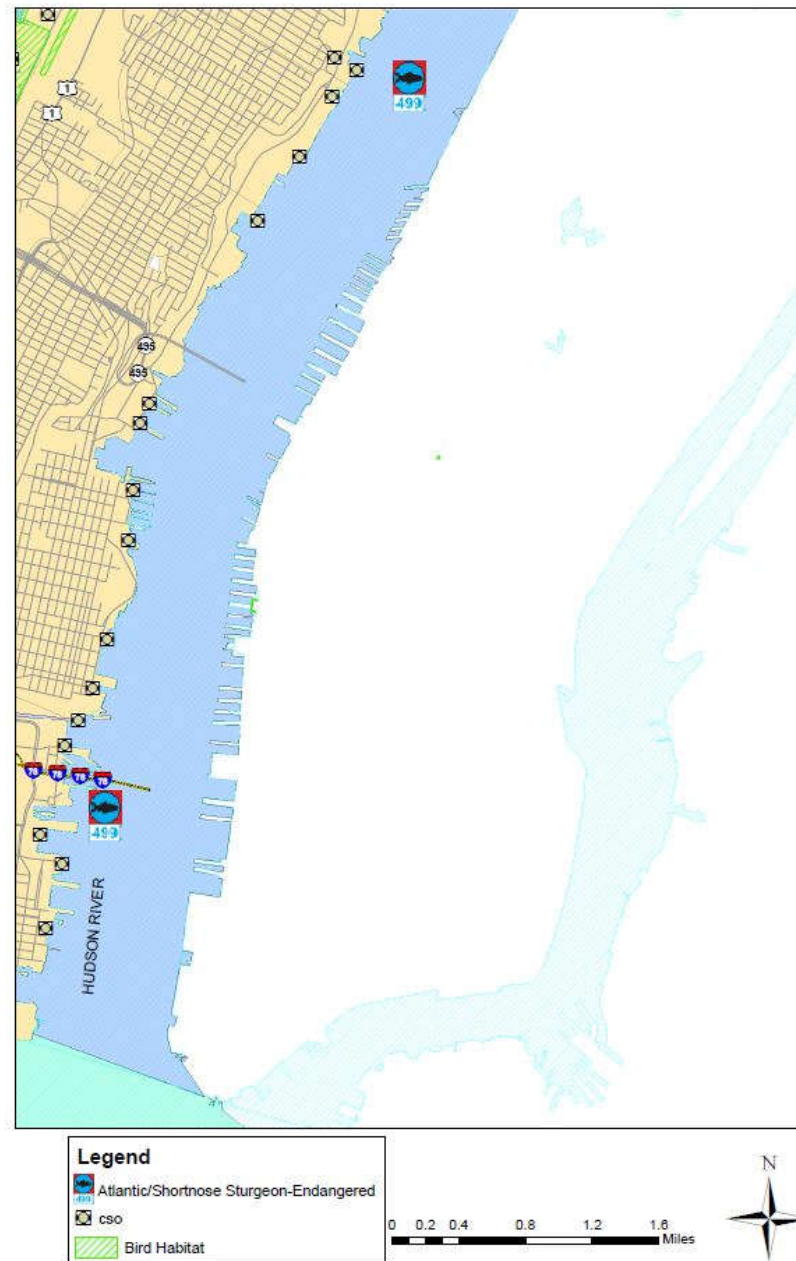 499
1
1
495
495
78
78
78
78
499
HUDSON RIVER
Legend
499
Atlantic/Shortnose Sturgeon-Endangered
cso
Bird Habitat
0 0.2 0.4 0.8 1.2 1.6
Miles
N